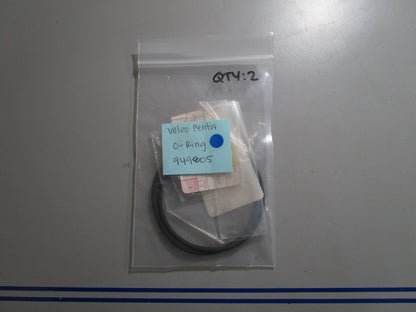 QTY:2
Volvo Penta
O-Ring
949805